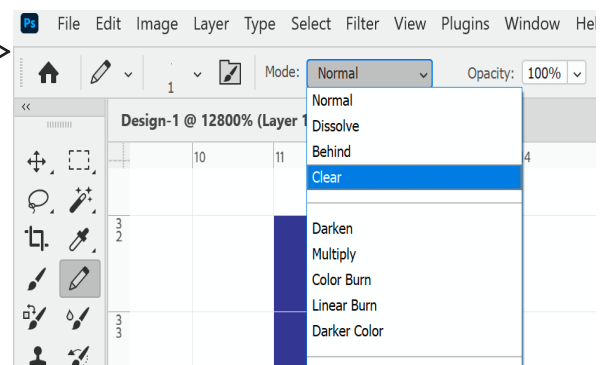 Ps File Edit Image Layer Type Select Filter View Plugins Window Hel
>
1 Mode: Normal Opacity: 100%
Normal
Design-1 @ 12800% (Layer 1
Dissolve
Behind
10 11 4
Clear
3
2
Darken
Multiply
Color Burn
Linear Burn
3
3
Darker Color